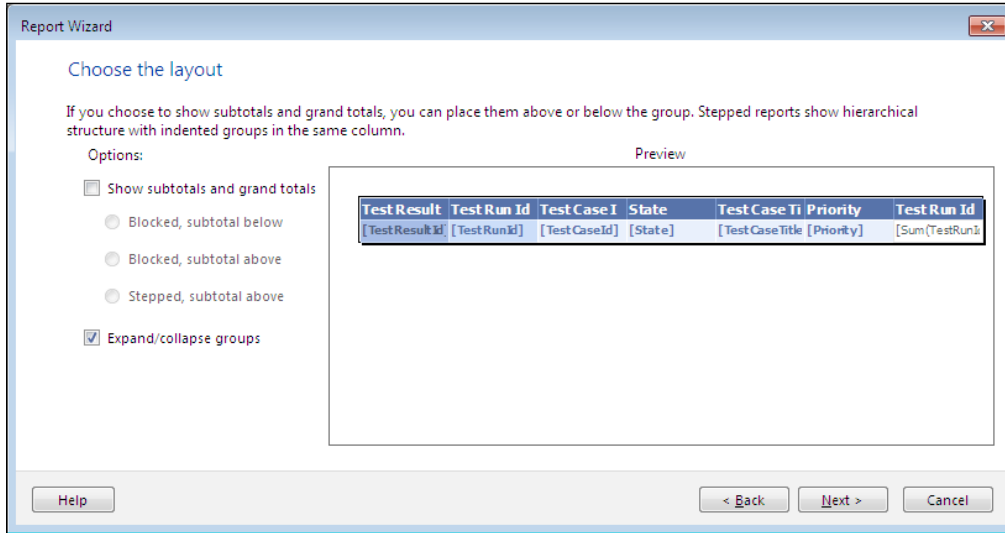 Report Wizard
Choose the layout
If you choose to show subtotals and grand totals, you can place them above or below the group. Stepped reports show hierarchical
structure with indented groups in the same column.
Options:
Preview
Show subtotals and grand totals
Blocked, subtotal below
Blocked, subtotal above
Stepped, subtotal above
Expand/collapse groups
Test Result Test Run Id Test Case I State Test Case Ti Priority Test Run Id
[TestResultId] [TestRunId] [TestCaseId] [State] [TestCaseTitle [Priority] [Sum(TestRunI
Help < Back Next > Cancel